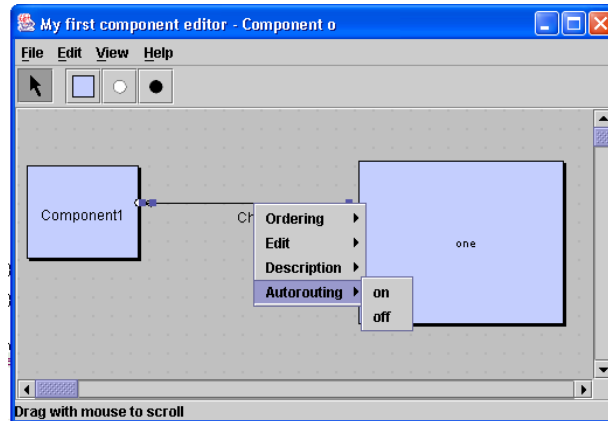 My first component editor - Component o
File Edit View Help
Component1
Ch
one
Ordering
Edit
Description
Autorouting
on
off
Drag with mouse to scroll